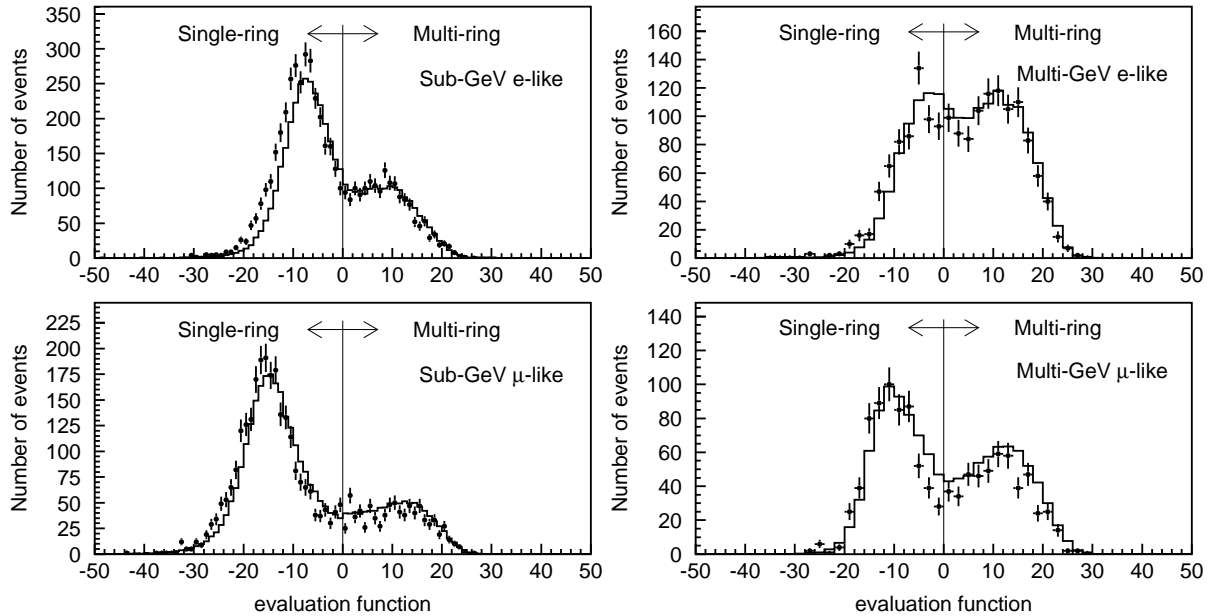 Number of events
350
300
250
200
150
100
50
0
Single-ring
Multi-ring
Sub-GeV e-like
-50 -40 -30 -20 -10 0 10 20 30 40 50
Number of events
160
140
120
100
80
60
40
20
0
Single-ring
Multi-ring
Multi-GeV e-like
-50 -40 -30 -20 -10 0 10 20 30 40 50
Number of events
225
200
175
150
125
100
75
50
25
0
Single-ring
Multi-ring
Sub-GeV μ-like
-50 -40 -30 -20 -10 0 10 20 30 40 50
evaluation function
Number of events
140
120
100
80
60
40
20
0
Single-ring
Multi-ring
Multi-GeV μ-like
-50 -40 -30 -20 -10 0 10 20 30 40 50
evaluation function